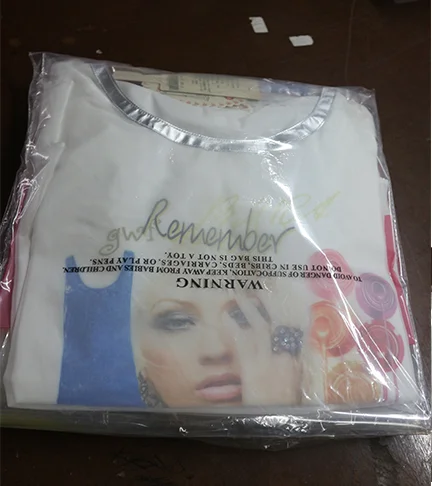 Remember
WARNING
TO AVOID DANGER OF SUFFOCATION, KEEP AWAY FROM BABIES AND CHILDREN.
DO NOT USE IN CRIBS, BEDS, CARRIAGES, OR PLAY PENS.
THIS BAG IS NOT A TOY.